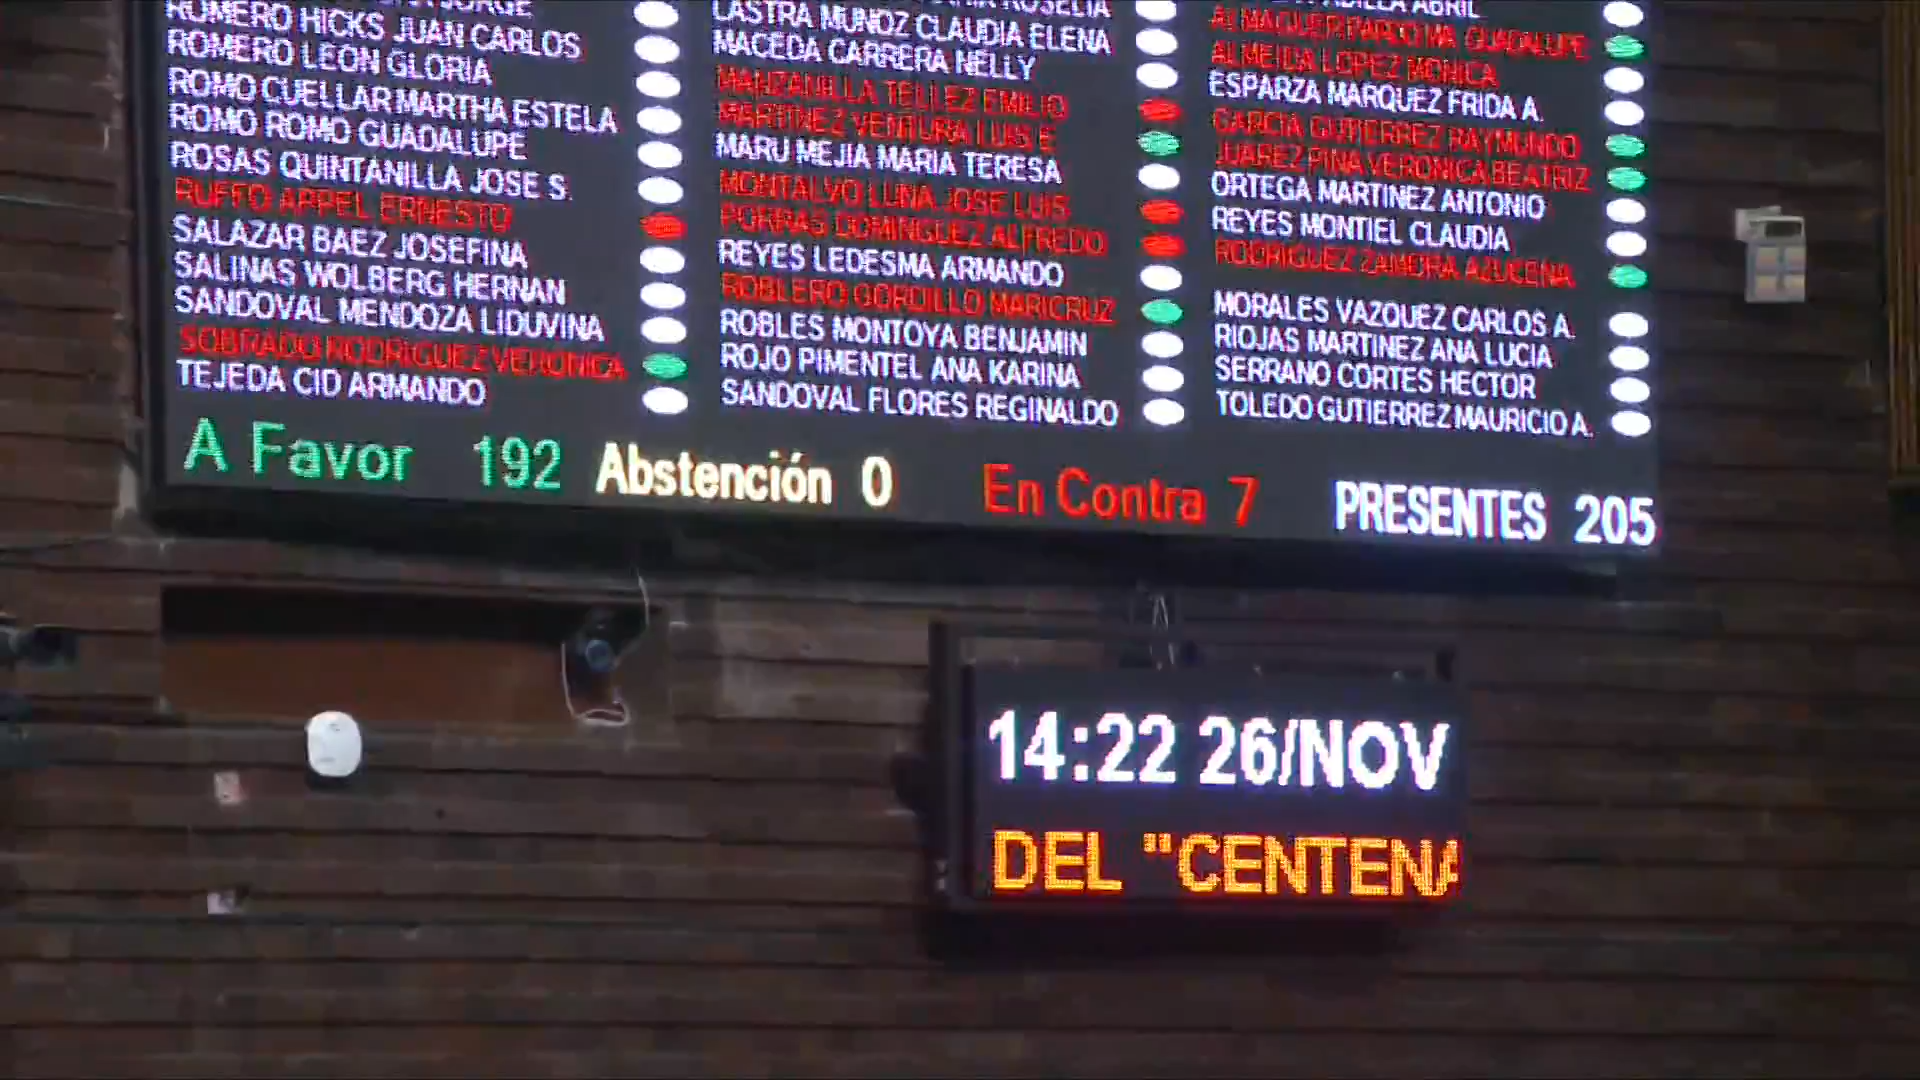 ROMERO HICKS JUAN CARLOS
ROMERO LEON GLORIA
ROMO CUELLAR MARTHA ESTELA
ROMO ROMO GUADALUPE
ROSAS QUINTANILLA JOSE S.
RUFFO APPEL ERNESTO
SALAZAR BAEZ JOSEFINA
SALINAS WOLBERG HERNAN
SANDOVAL MENDOZA LIDUVINA
SOBRADO RODRIGUEZ VERONICA
TEJEDA CID ARMANDO
LASTRA MUÑOZ CLAUDIA ELENA
MACEDA CARRERA NELLY
MANZANILLA TELLEZ EMILIO
MARTINEZ VENTURA LUIS E
MARU MEJIA MARIA TERESA
MONTALVO LUNA JOSE LUIS
PORRAS DOMINGUEZ ALFREDO
REYES LEDESMA ARMANDO
ROBLERO GORDILLO MARICRUZ
ROBLES MONTOYA BENJAMIN
ROJO PIMENTEL ANA KARINA
SANDOVAL FLORES REGINALDO
ABRIL
ALMAGUER PARDO MA. GUADALUPE
ALMEIDA LOPEZ MONICA
ESPARZA MARQUEZ FRIDA A.
GARCIA GUTIERREZ RAYMUNDO
JUAREZ PIÑA VERONICA BEATRIZ
ORTEGA MARTINEZ ANTONIO
REYES MONTIEL CLAUDIA
RODRIGUEZ ZAMORA AZUCENA
MORALES VAZQUEZ CARLOS A.
RIOJAS MARTINEZ ANA LUCIA
SERRANO CORTES HECTOR
TOLEDO GUTIERREZ MAURICIO A.
A Favor 192 Abstención 0 En Contra 7 PRESENTES 205
14:22 26/NOV
DEL "CENTENA